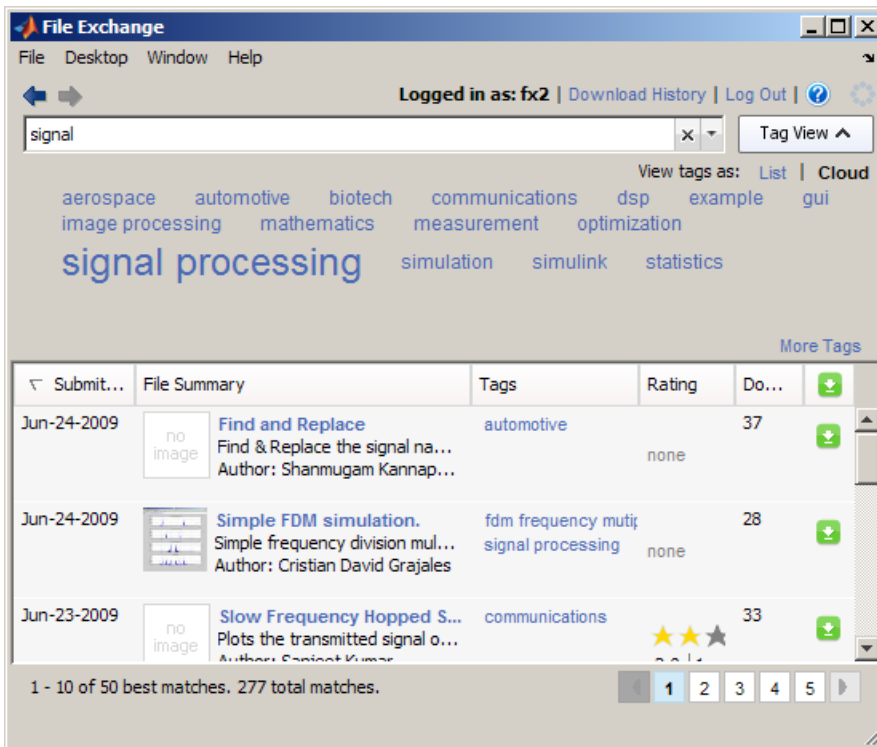 File Exchange
File Desktop Window Help
Logged in as: fx2 | Download History | Log Out | ?
signal
Tag View
View tags as: List | Cloud
aerospace automotive biotech communications dsp example gui
image processing mathematics measurement optimization
signal processing simulation simulink statistics
More Tags
Submit... File Summary Tags Rating Do...
Jun-24-2009 no image Find and Replace automotive none 37
Find & Replace the signal na...
Author: Shanmugam Kannap...
Jun-24-2009 Simple FDM simulation. fdm frequency mutip none 28
Simple frequency division mul... signal processing
Author: Cristian David Grajales
Jun-23-2009 no image Slow Frequency Hopped S... communications 33
Plots the transmitted signal o...
Author: Sanjeet Kumar
1 - 10 of 50 best matches. 277 total matches.
1 2 3 4 5